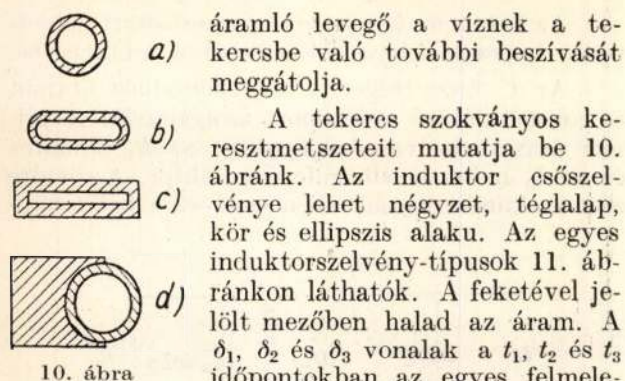 a)
b)
c)
d)
10. ábra
áramló levegő a víznek a te-
kercsbe való további beszívását
meggátolja.
A tekercs szokványos ke-
resztmetszeteit mutatja be 10.
ábránk. Az induktor csőszel-
vénye lehet négyzet, téglalap,
kör és ellipszis alaku. Az egyes
induktorszelvény-típusok 11. áb-
ránkon láthatók. A feketével je-
lölt mezőben halad az áram. A
δ₁, δ₂ és δ₃ vonalak a t₁, t₂ és t₃
időpontokban az egyes felmele-